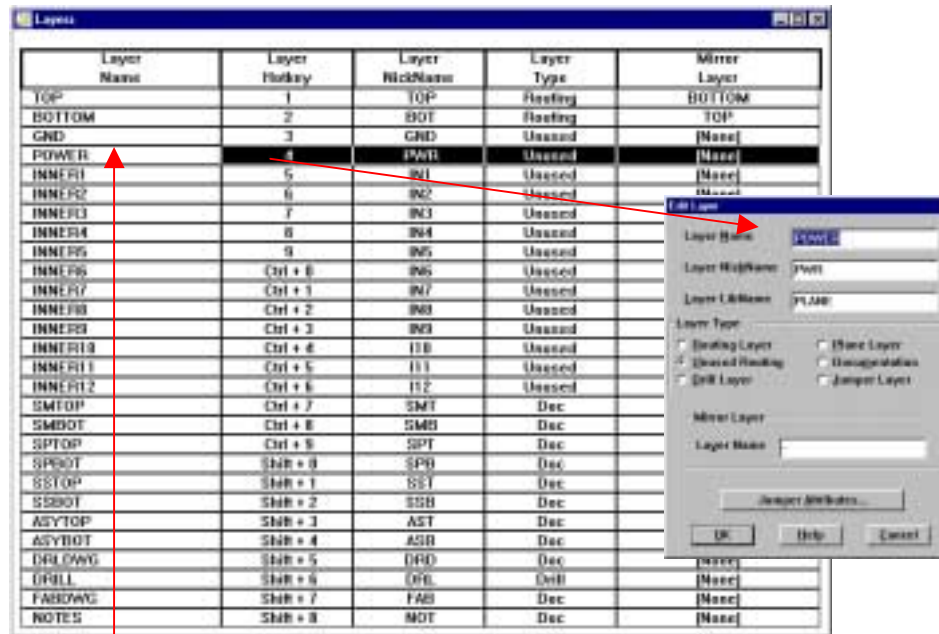 Layers
Layer Name Layer Hotkey Layer NickName Layer Type Mirror Layer
TOP 1 TOP Routing BOTTOM
BOTTOM 2 BOT Routing TOP
GND 3 GND Unused (None)
POWER 4 PWR Unused (None)
INNER1 5 IN1 Unused (None)
INNER2 6 IN2 Unused (None)
INNER3 7 IN3 Unused
INNER4 8 IN4 Unused
INNER5 9 IN5 Unused
INNER6 Ctrl + 0 IN6 Unused
INNER7 Ctrl + 1 IN7 Unused
INNER8 Ctrl + 2 IN8 Unused
INNER9 Ctrl + 3 IN9 Unused
INNER10 Ctrl + 4 I10 Unused
INNER11 Ctrl + 5 I11 Unused
INNER12 Ctrl + 6 I12 Unused
SMTOP Ctrl + 7 SMT Doc
SMBOT Ctrl + 8 SMB Doc
SPTOP Ctrl + 9 SPT Doc
SPBOT Shift + 0 SPB Doc
SSTOP Shift + 1 SST Doc
SSBOT Shift + 2 SSB Doc
ASYTOP Shift + 3 AST Doc
ASYBOT Shift + 4 ASB Doc
DRLDWG Shift + 5 DRD Doc (None)
DRILL Shift + 6 DRL Drill (None)
FABDWG Shift + 7 FAB Doc (None)
NOTES Shift + 8 NOT Doc (None)
Edit Layer
Layer Name POWER
Layer NickName PWR
Layer LibName PLANE
Layer Type
Routing Layer Plane Layer
Unused Routing Documentation
Drill Layer Jumper Layer
Mirror Layer
Layer Name
Jumper Attributes...
OK Help Cancel